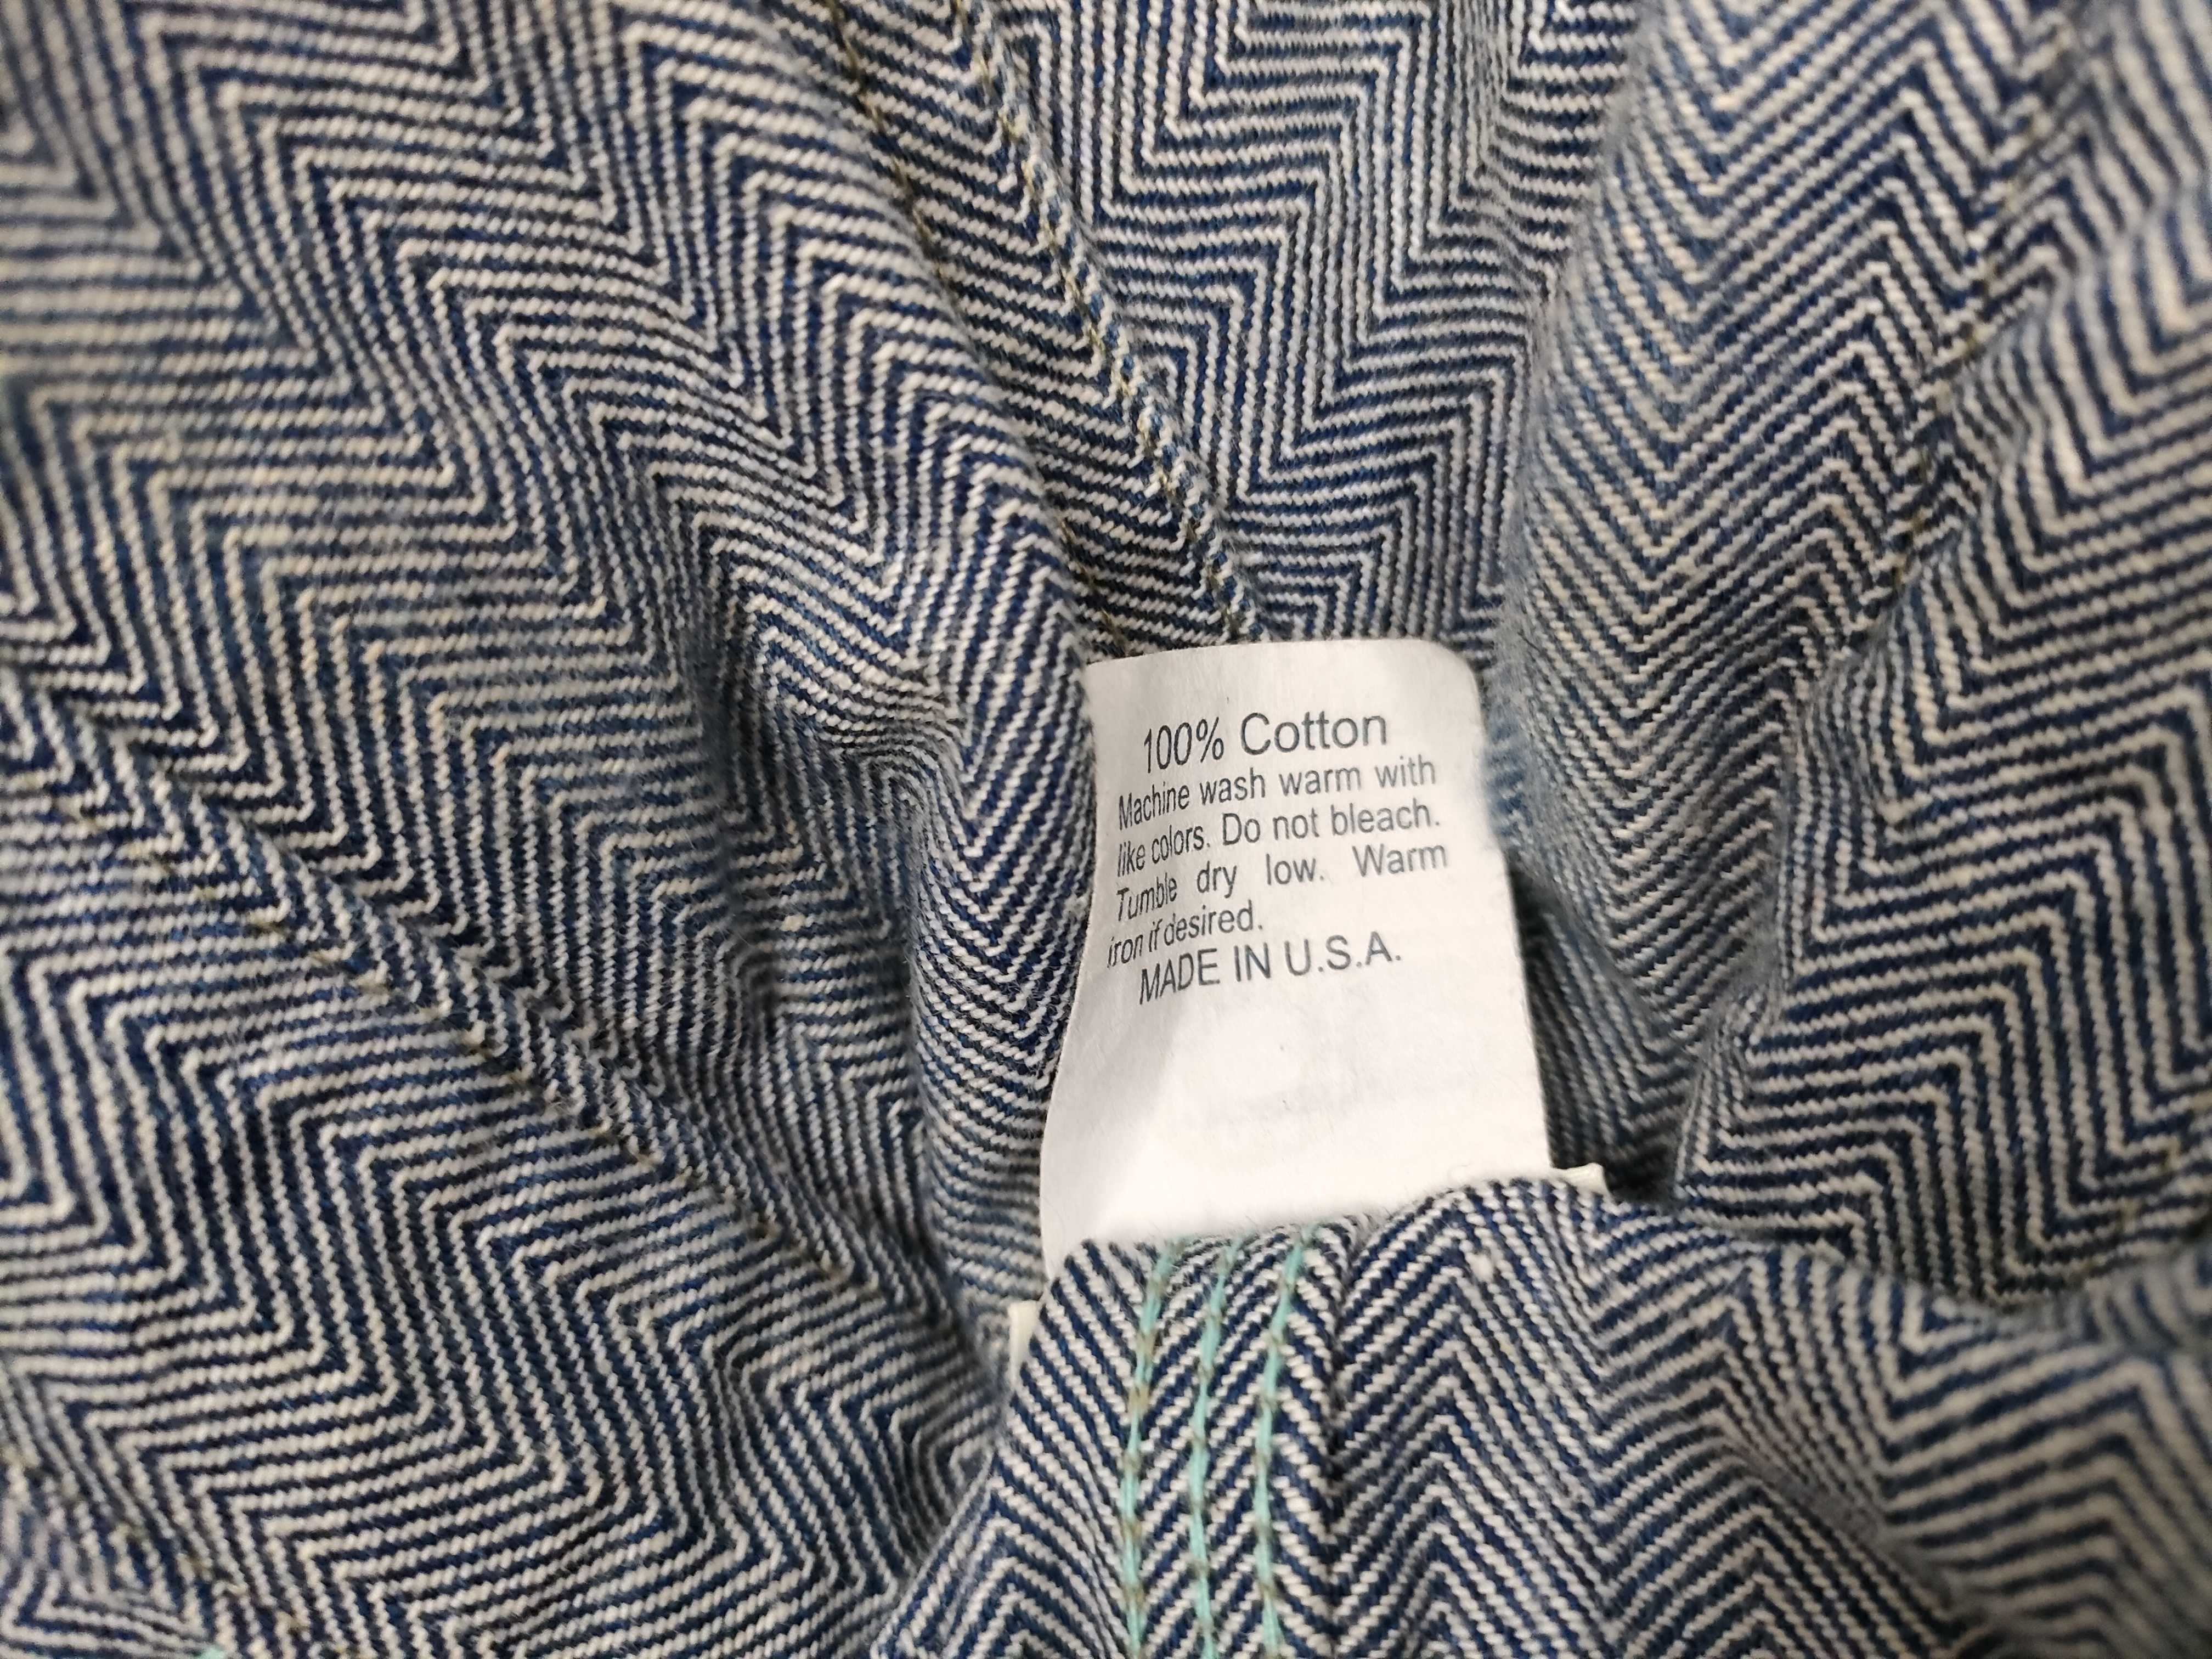 100% Cotton
Machine wash warm with
like colors. Do not bleach.
Tumble dry low. Warm
iron if desired.
MADE IN U.S.A.